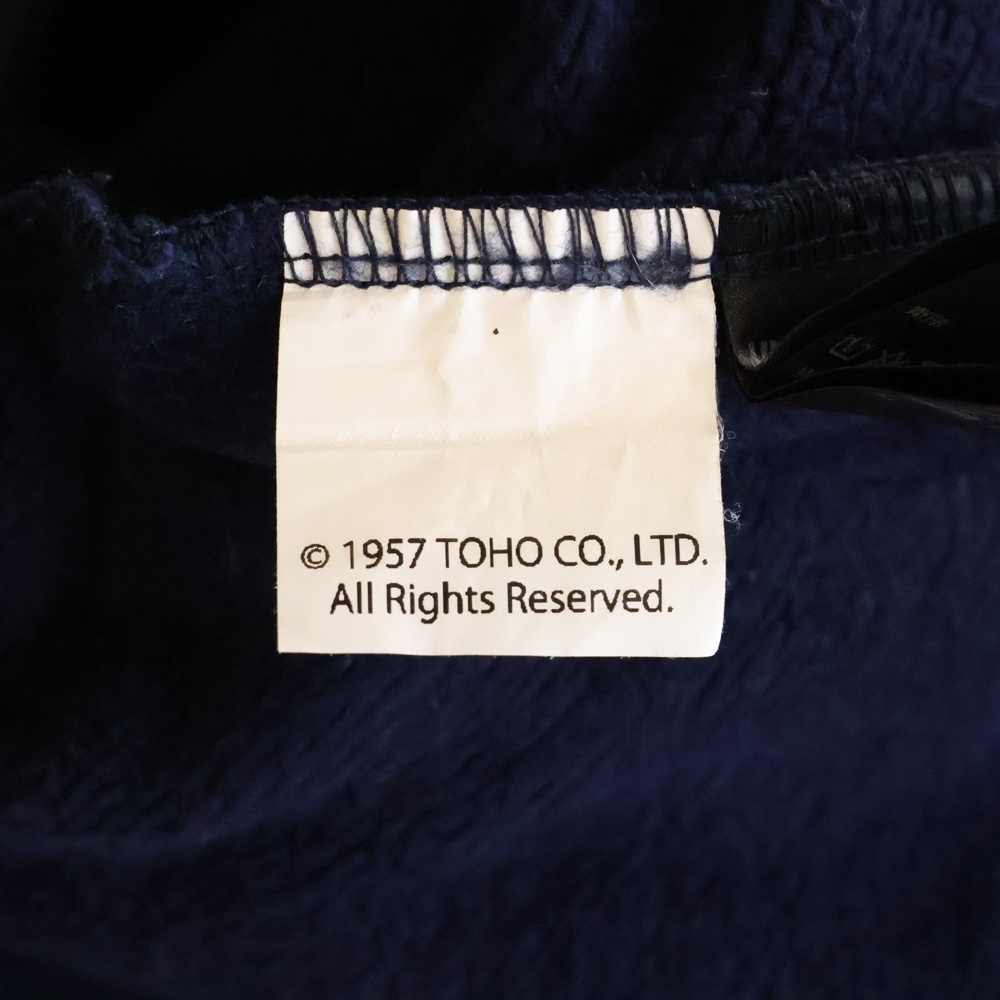 © 1957 TOHO CO., LTD.
All Rights Reserved.